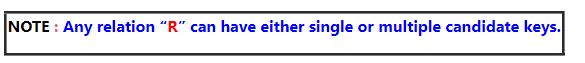 NOTE : Any relation “R” can have either single or multiple candidate keys.